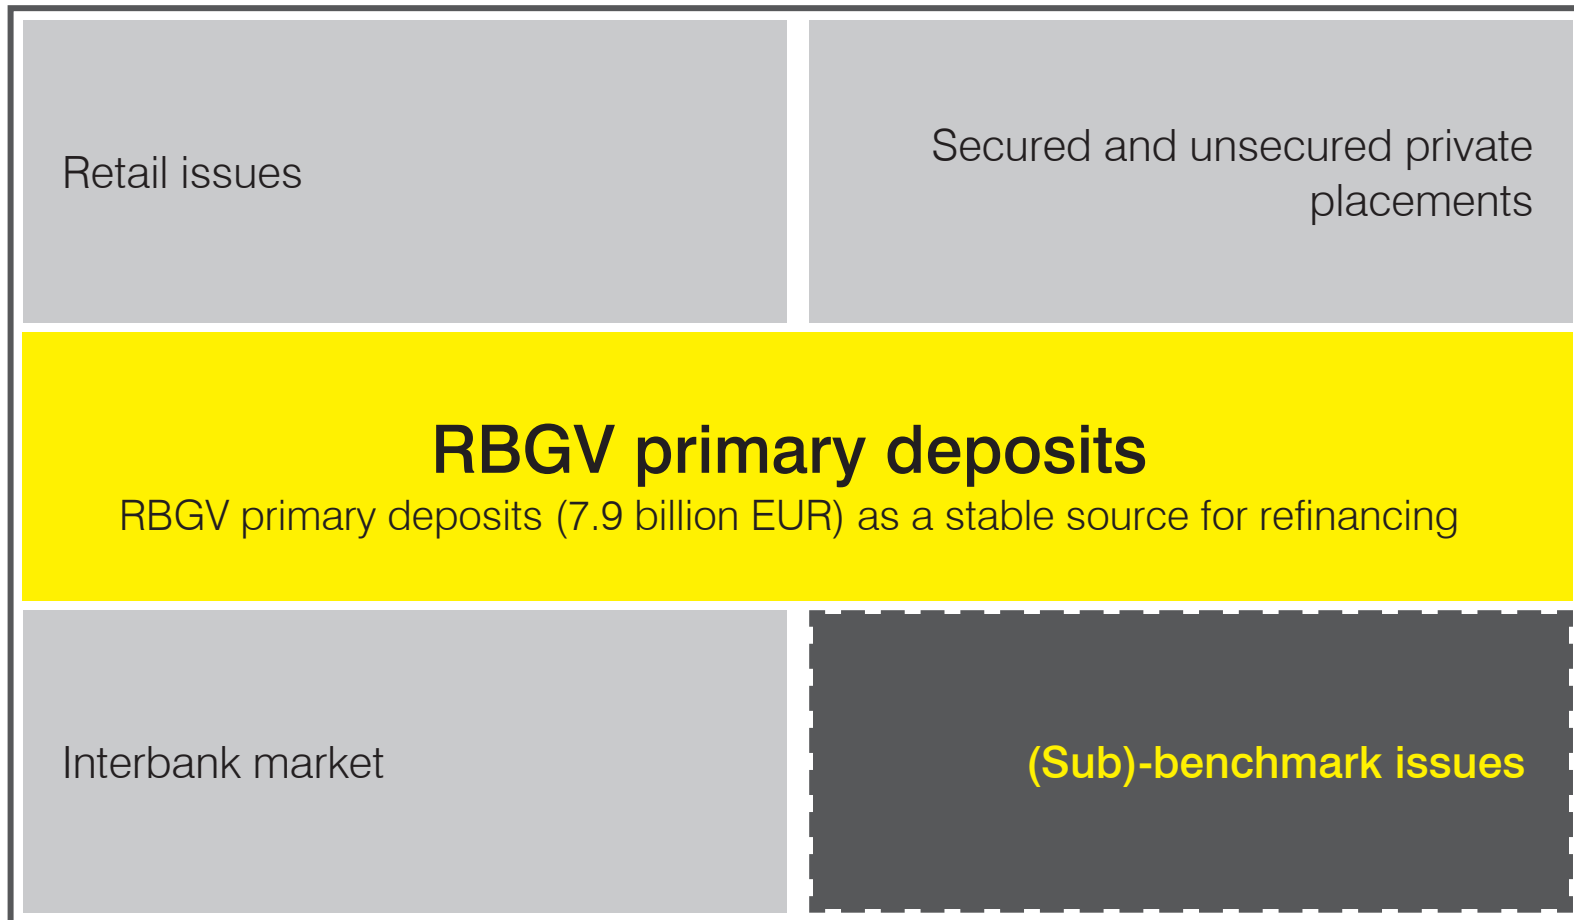 Retail issues
Secured and unsecured private
placements
RBGV primary deposits
RBGV primary deposits (7.9 billion EUR) as a stable source for refinancing
Interbank market
(Sub)-benchmark issues